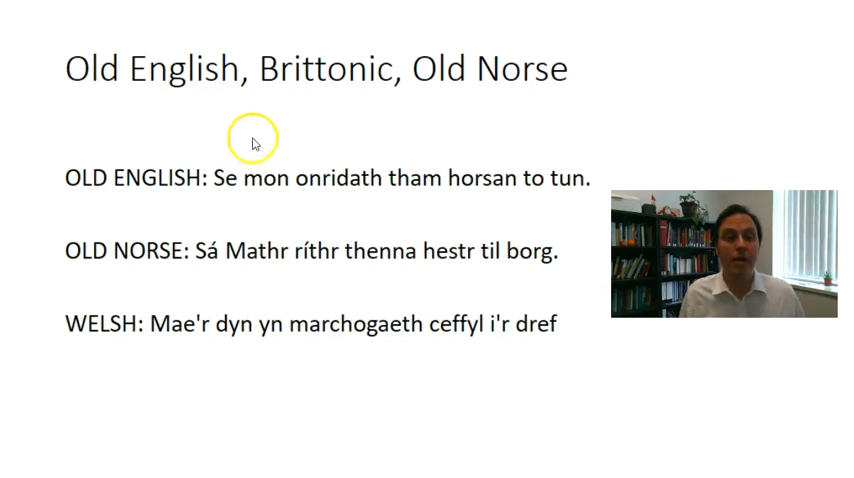 Old English, Brittonic, Old Norse
OLD ENGLISH: Se mon onridath tham horsan to tun.
OLD NORSE: Sá Mathr ríthr thenna hestr til borg.
WELSH: Mae'r dyn yn marchogaeth ceffyl i'r dref